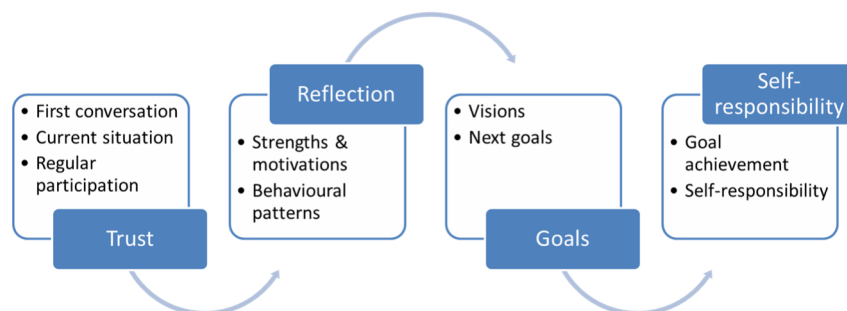 • First conversation
• Current situation
• Regular
participation
Trust
Reflection
• Strengths &
motivations
• Behavioural
patterns
• Visions
• Next goals
Goals
Self-
responsibility
• Goal
achievement
• Self-responsibility